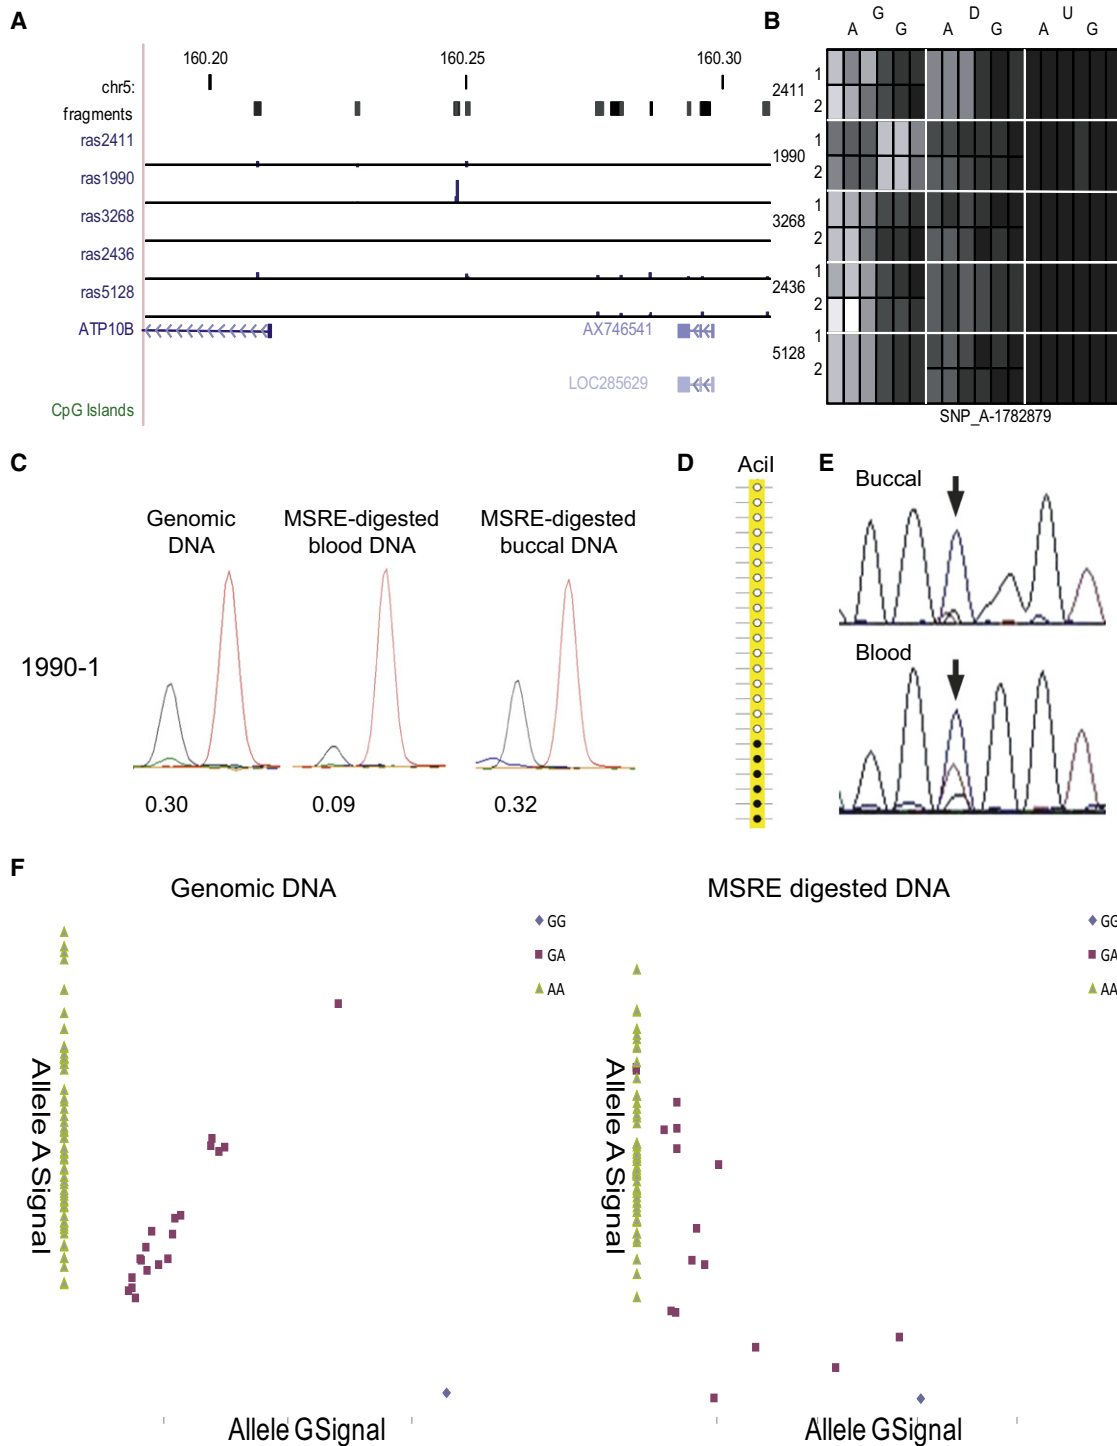 A
160.20 160.25 160.30
chr5:
fragments
ras2411
ras1990
ras3268
ras2436
ras5128
ATP10B
AX746541
LOC285629
CpG Islands
B
G D U
A G A G A G
2411 1 2
1990 1 2
3268 1 2
2436 1 2
5128 1 2
SNP_A-1782879
C
Genomic
DNA
MSRE-digested
blood DNA
MSRE-digested
buccal DNA
1990-1
0.30 0.09 0.32
D
AciI
E
Buccal
Blood
F
Genomic DNA
GG
GA
AA
Allele A Signal
Allele GSignal
MSRE digested DNA
GG
GA
AA
Allele A Signal
Allele GSignal